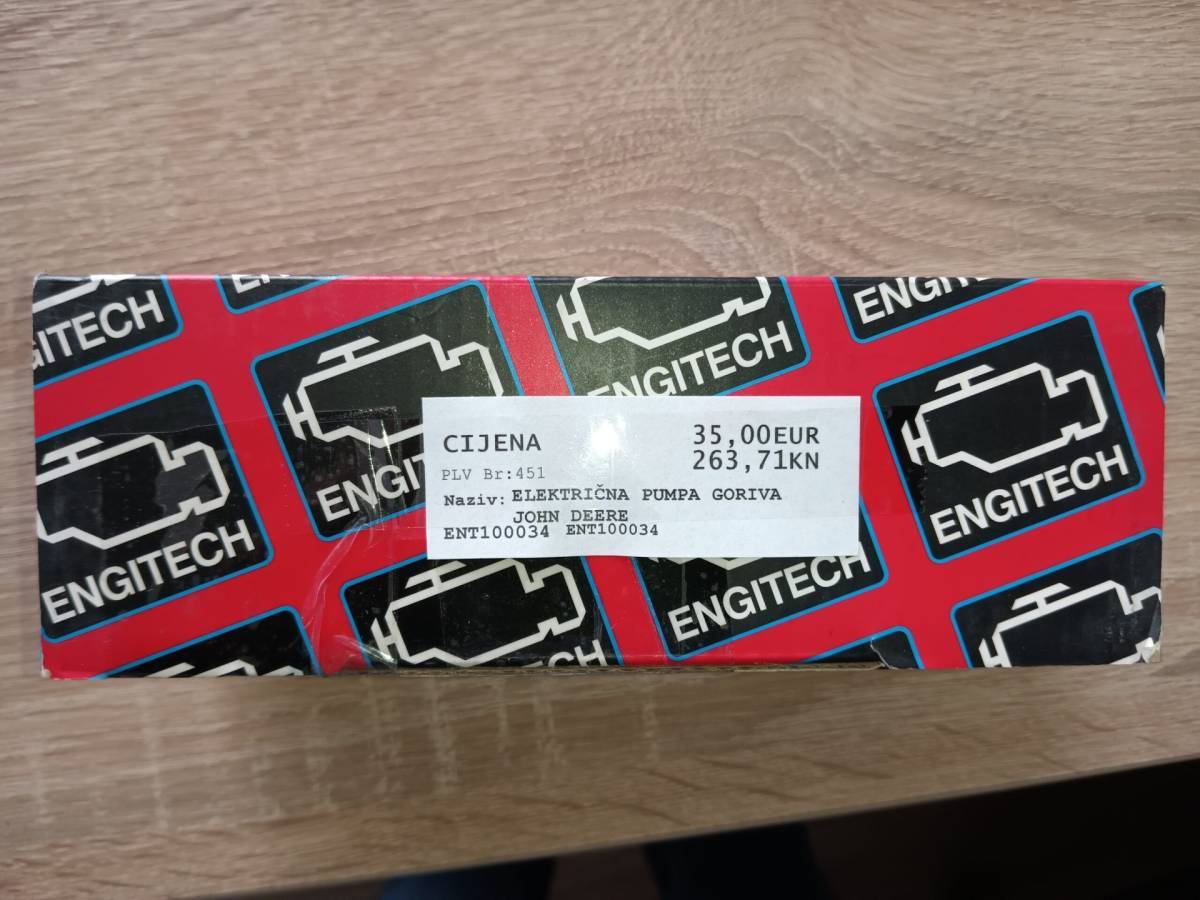 ENGITECH
ENGITECH
ENGITECH
ENGITECH
CIJENA 35,00EUR
PLV Br:451 263,71KN
Naziv: ELEKTRIČNA PUMPA GORIVA
JOHN DEERE
ENT100034 ENT100034
ENGITECH
ENGITECH
ENGITECH